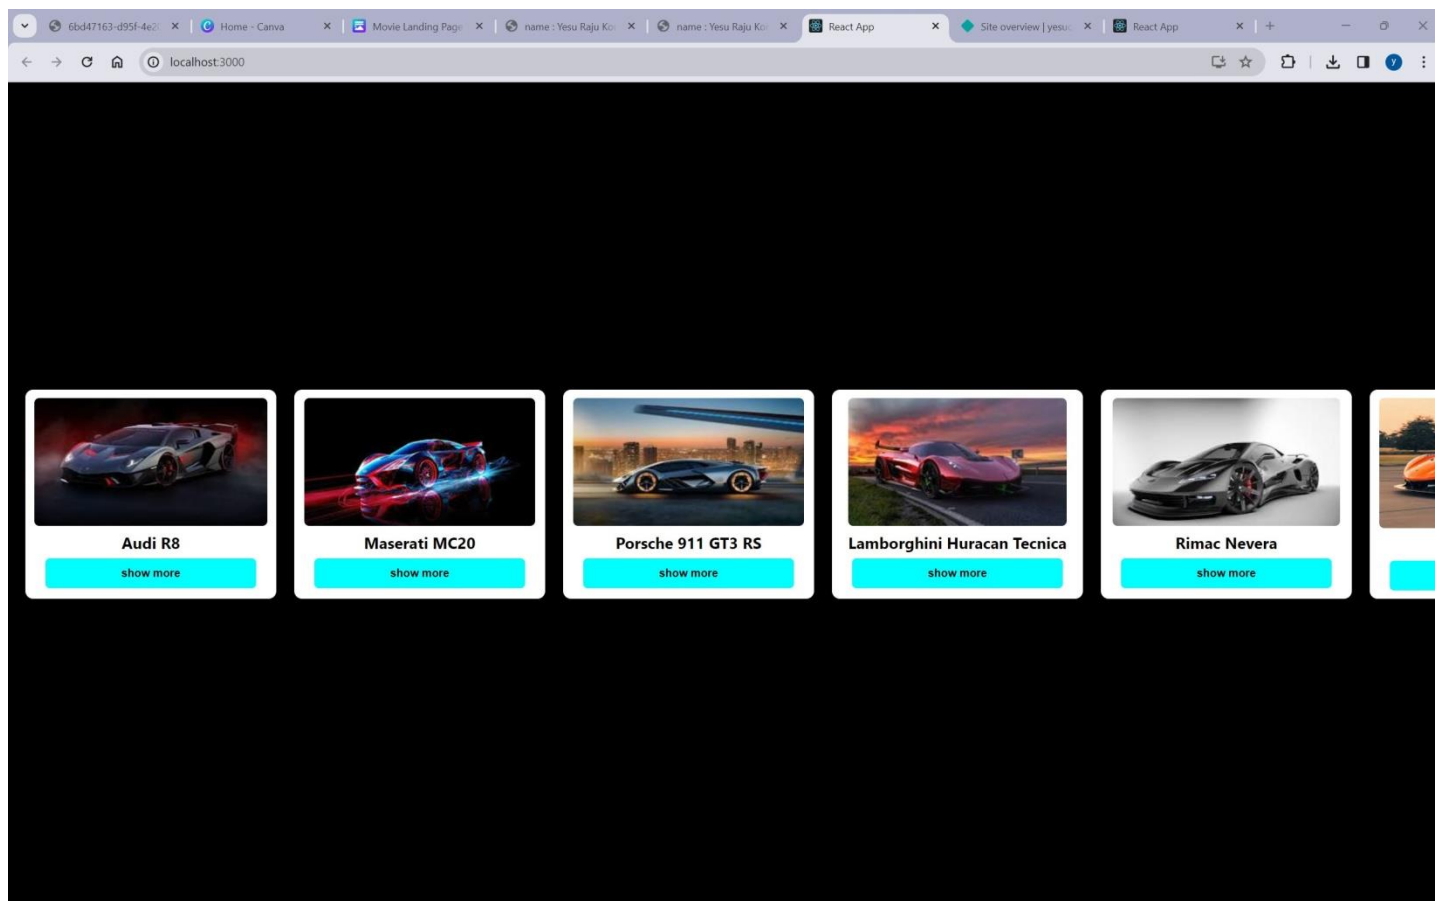 6bd47163-d95f-4e2
Home - Canva
Movie Landing Page
name : Yesu Raju Ko
name : Yesu Raju Ko
React App
Site overview | yesu
React App
localhost:3000
y
Audi R8
Maserati MC20
Porsche 911 GT3 RS
Lamborghini Huracan Tecnica
Rimac Nevera
show more
show more
show more
show more
show more